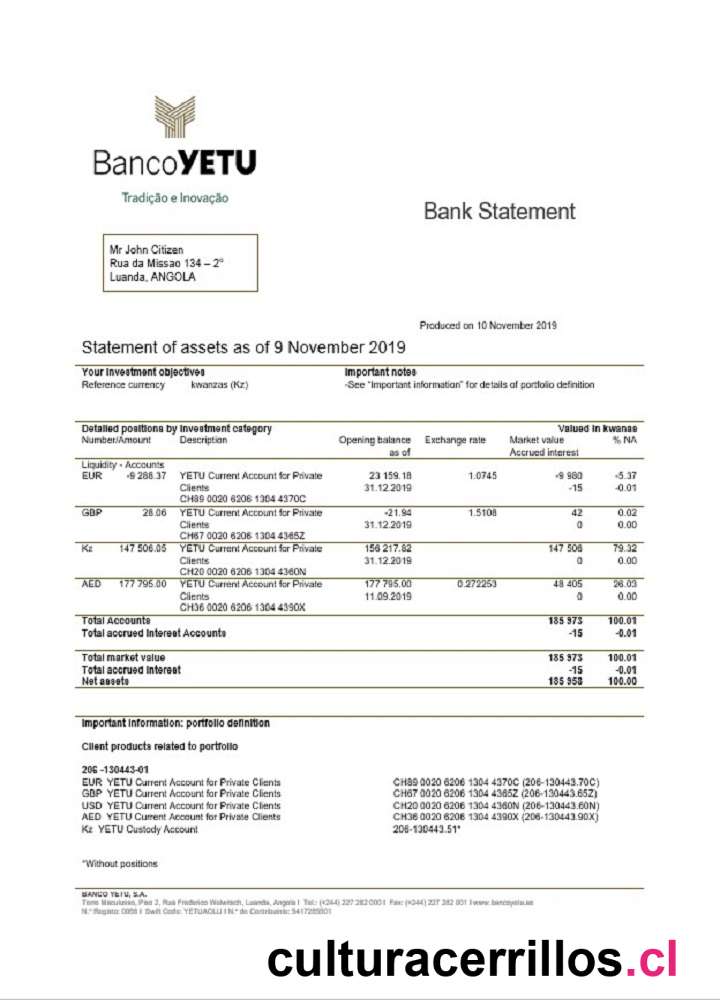 BancoYETU
Tradição e Inovação
Bank Statement
Mr John Citizen
Rua da Missao 134 – 2°
Luanda, ANGOLA
Produced on 10 November 2019
Statement of assets as of 9 November 2019
Your investment objectives Important notes
Reference currency kwanzas (Kz) -See "Important information" for details of portfolio definition
Detailed positions by investment category Valued in kwanae
Number/Amount Description Opening balance Exchange rate Market value % NA
as of Accrued interest
Liquidity - Accounts
EUR -9 288.37 YETU Current Account for Private 23 159.18 1.0745 -9 980 -5.37
Clients 31.12.2019 -15 -0.01
CH89 0020 6206 1304 4370C
GBP 28.06 YETU Current Account for Private -21.94 1.5108 42 0.02
Clients 31.12.2019 0 0.00
CH67 0020 6206 1304 4365Z
Kz 147 506.05 YETU Current Account for Private 156 217.82 147 506 79.32
Clients 31.12.2019 0 0.00
CH20 0020 6206 1304 4360N
AED 177 795.00 YETU Current Account for Private 177 795.00 0.272253 48 405 26.03
Clients 11.09.2019 0 0.00
CH36 0020 6206 1304 4390X
Total Accounts 185 973 100.01
Total accrued Interest Accounts -15 -0.01
Total market value 185 973 100.01
Total accrued Interest -15 -0.01
Net assets 185 958 100.00
Important Information: portfolio definition
Client products related to portfolio
206 -130443-01
EUR YETU Current Account for Private Clients CH89 0020 6206 1304 4370C (206-130443.70C)
GBP YETU Current Account for Private Clients CH67 0020 6206 1304 4365Z (206-130443.65Z)
USD YETU Current Account for Private Clients CH20 0020 6206 1304 4360N (206-130443.60N)
AED YETU Current Account for Private Clients CH36 0020 6206 1304 4390X (206-130443.90X)
Kz YETU Custody Account 206-130443.51*
*Without positions
BANCO YETU, S.A.
Piso 2, Rua Frederico Welwitsch, Luanda, Angola I Tel.: (+244) 227 282 0001 Fax: (+244) 227 282 001
culturacerrillos.cl